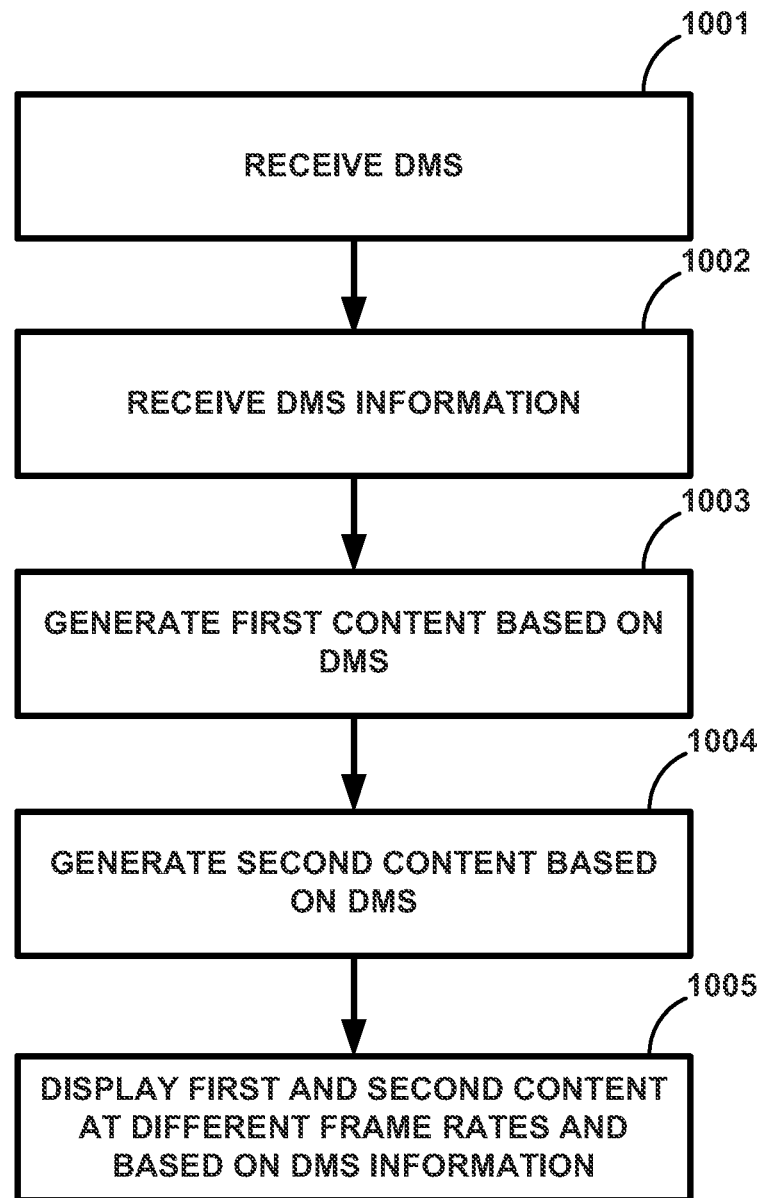 1001
RECEIVE DMS
1002
RECEIVE DMS INFORMATION
1003
GENERATE FIRST CONTENT BASED ON
DMS
1004
GENERATE SECOND CONTENT BASED
ON DMS
1005
DISPLAY FIRST AND SECOND CONTENT
AT DIFFERENT FRAME RATES AND
BASED ON DMS INFORMATION